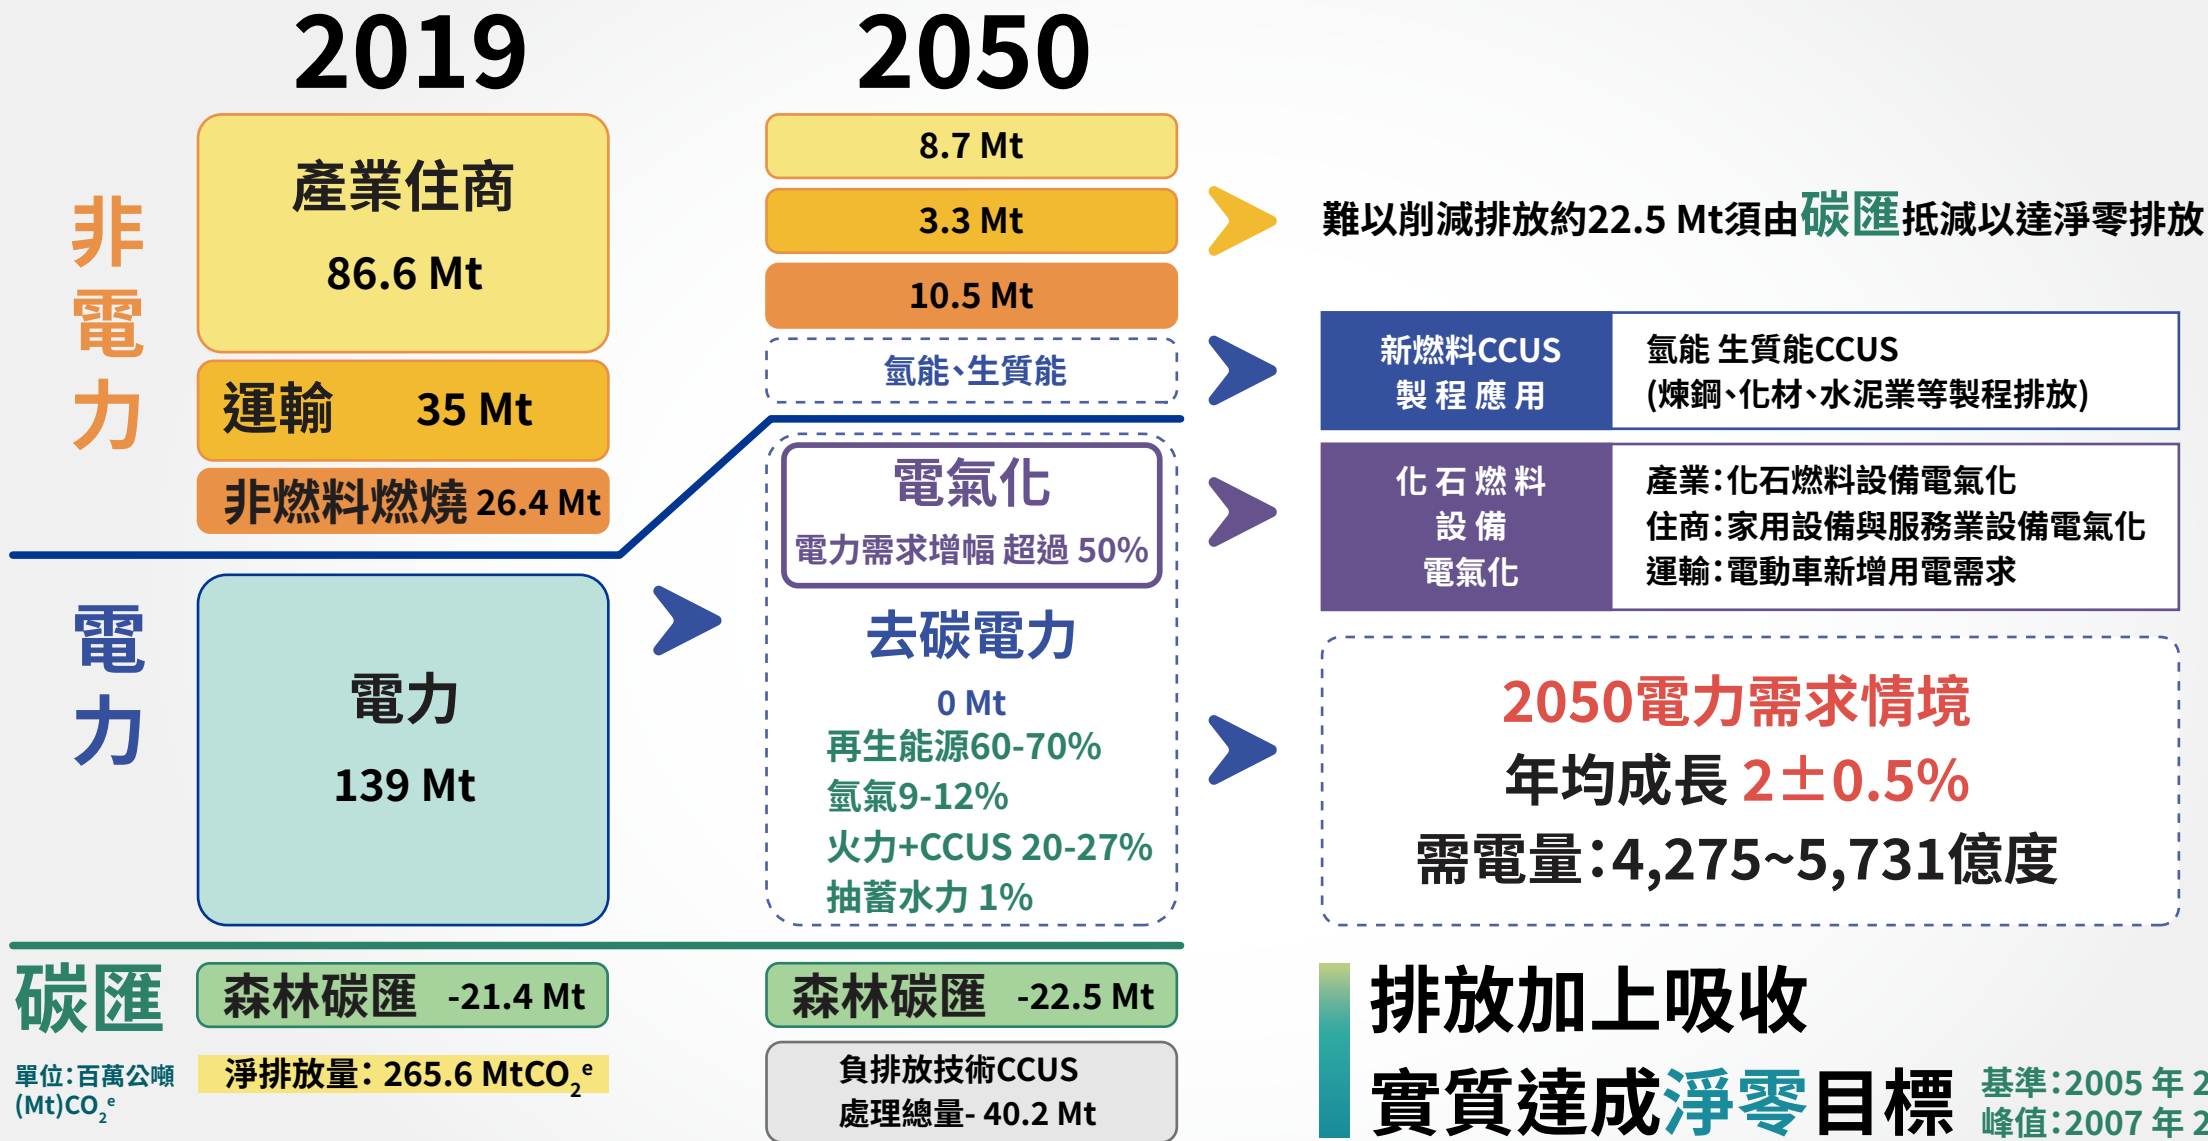 2019
2050
非電力
產業住商
86.6 Mt
運輸 35 Mt
非燃料燃燒 26.4 Mt
8.7 Mt
3.3 Mt
10.5 Mt
氫能、生質能
難以削減排放約22.5 Mt須由碳匯抵減以達淨零排放
新燃料CCUS
製程應用
氫能 生質能CCUS
(煉鋼、化材、水泥業等製程排放)
電力
電力
139 Mt
電氣化
電力需求增幅 超過 50%
去碳電力
0 Mt
再生能源60-70%
氫氣9-12%
火力+CCUS 20-27%
抽蓄水力 1%
化石燃料
設備
電氣化
產業：化石燃料設備電氣化
住商：家用設備與服務業設備電氣化
運輸：電動車新增用電需求
2050電力需求情境
年均成長 2±0.5%
需電量：4,275~5,731億度
碳匯
單位：百萬公噸
(Mt)CO₂ᵉ
森林碳匯 -21.4 Mt
淨排放量： 265.6 MtCO₂ᵉ
森林碳匯 -22.5 Mt
負排放技術CCUS
處理總量- 40.2 Mt
排放加上吸收
實質達成淨零目標
基準：2005 年 2
峰值：2007 年 2